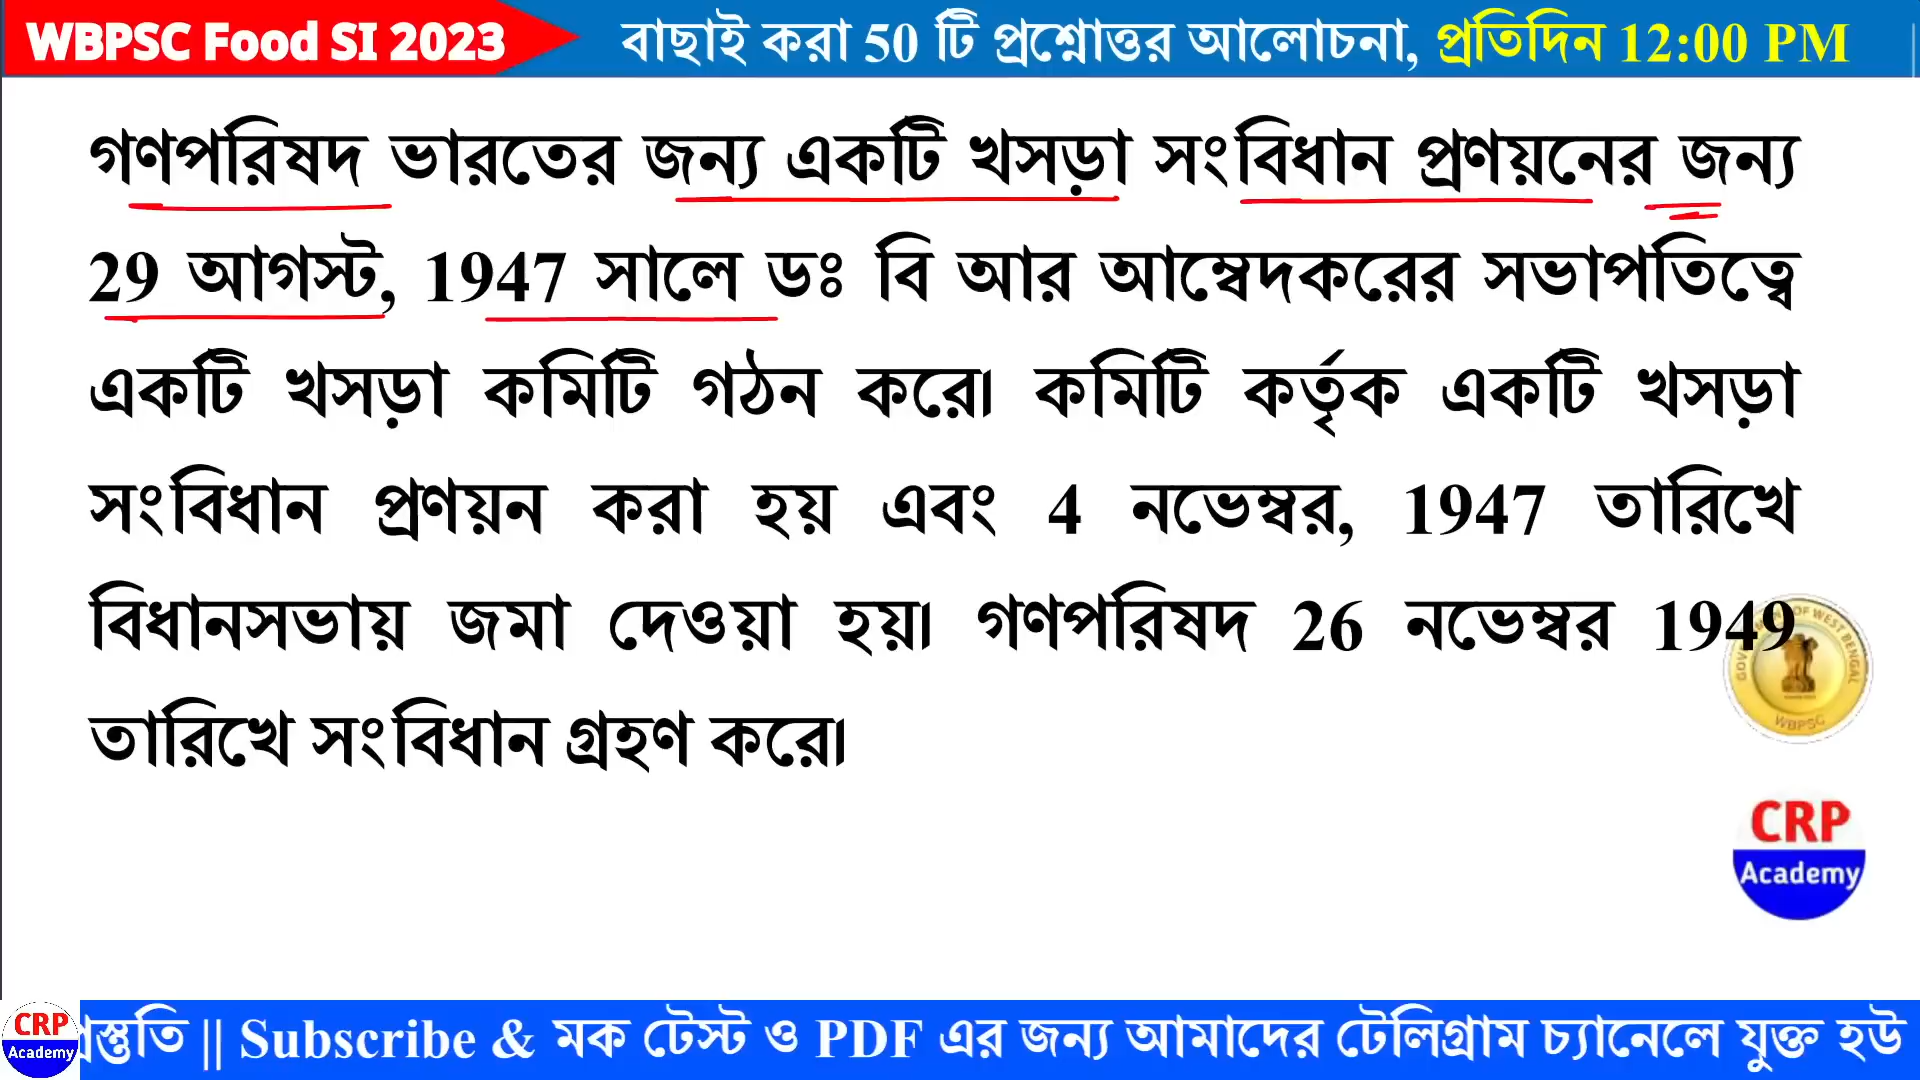 WBPSC Food SI 2023
বাছাই করা 50 টি প্রশ্নোত্তর আলোচনা, প্রতিদিন 12:00 PM
গণপরিষদ ভারতের জন্য একটি খসড়া সংবিধান প্রণয়নের জন্য
29 আগস্ট, 1947 সালে ডঃ বি আর আম্বেদকরের সভাপতিত্বে
একটি খসড়া কমিটি গঠন করে। কমিটি কর্তৃক একটি খসড়া
সংবিধান প্রণয়ন করা হয় এবং 4 নভেম্বর, 1947 তারিখে
বিধানসভায় জমা দেওয়া হয়। গণপরিষদ 26 নভেম্বর 1949
তারিখে সংবিধান গ্রহণ করে।
WBPSC
CRP
Academy
CRP
Academy
|| Subscribe & মক টেস্ট ও PDF এর জন্য আমাদের টেলিগ্রাম চ্যানেলে যুক্ত হউ